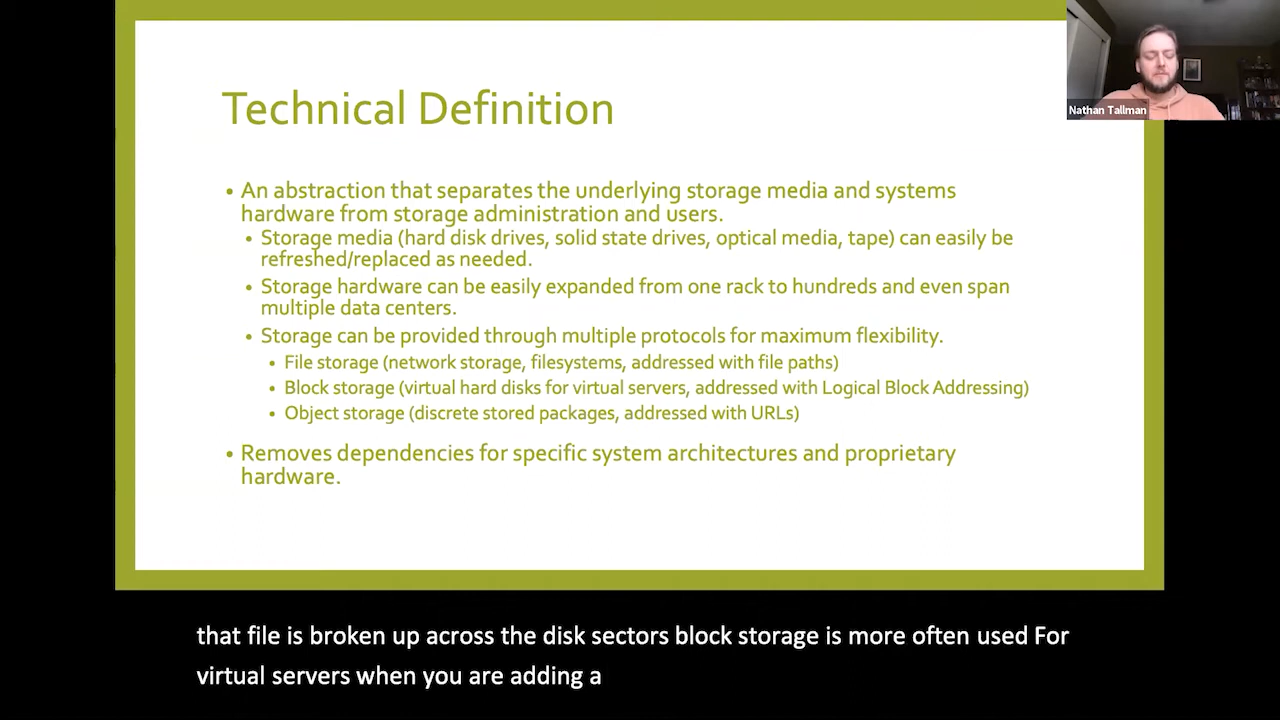 Technical Definition
• An abstraction that separates the underlying storage media and systems
hardware from storage administration and users.
• Storage media (hard disk drives, solid state drives, optical media, tape) can easily be
refreshed/replaced as needed.
• Storage hardware can be easily expanded from one rack to hundreds and even span
multiple data centers.
• Storage can be provided through multiple protocols for maximum flexibility.
• File storage (network storage, filesystems, addressed with file paths)
• Block storage (virtual hard disks for virtual servers, addressed with Logical Block Addressing)
• Object storage (discrete stored packages, addressed with URLs)
• Removes dependencies for specific system architectures and proprietary
hardware.
Nathan Tallman
that file is broken up across the disk sectors block storage is more often used For
virtual servers when you are adding a